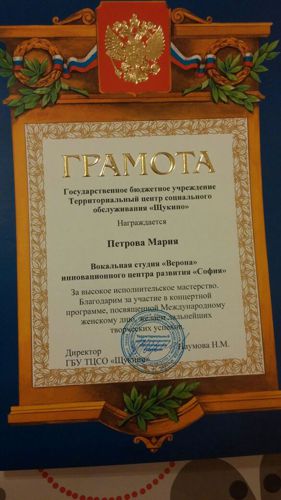 ГРАМОТА
Государственное бюджетное учреждение
Территориальный центр социального
обслуживания «Щукино»
Награждается
Петрова Мария
Вокальная студия «Верона»
инновационного центра развития «София»
За высокое исполнительское мастерство.
Благодарим за участие в концертной
программе, посвященной Международному
женскому дню, желаем дальнейших
творческих успехов.
Директор Наумова Н.М.
ГБУ ТЦСО «Щукино»